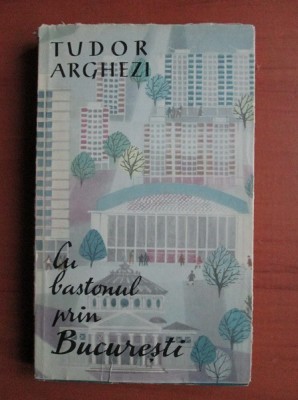 TUDOR
ARGHEZI
Cu
bastonul
prin
București